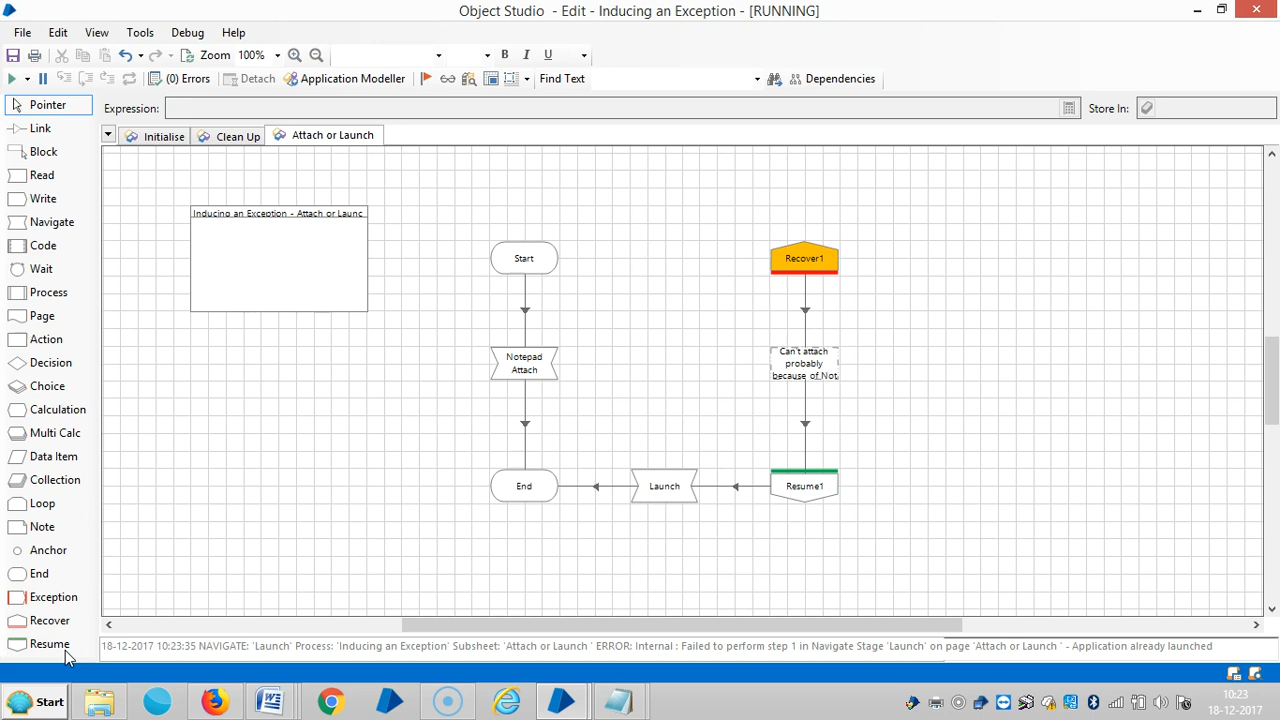 Object Studio - Edit - Inducing an Exception - [RUNNING]
File Edit View Tools Debug Help
Zoom 100% B I U
(0) Errors Detach Application Modeller Find Text Dependencies
Pointer Expression: Store In:
Link
Initialise Clean Up Attach or Launch
Block
Read
Write
Navigate
Code
Wait
Process
Page
Action
Decision
Choice
Calculation
Multi Calc
Data Item
Collection
Loop
Note
Anchor
End
Exception
Recover
Resume
Inducing an Exception - Attach or Launc
Start
Notepad
Attach
End
Launch
Recover1
Can't attach
probably
because of Not
Resume1
18-12-2017 10:23:35 NAVIGATE: 'Launch' Process: 'Inducing an Exception' Subsheet: 'Attach or Launch ' ERROR: Internal : Failed to perform step 1 in Navigate Stage 'Launch' on page 'Attach or Launch ' - Application already launched
Start
10:23
18-12-2017